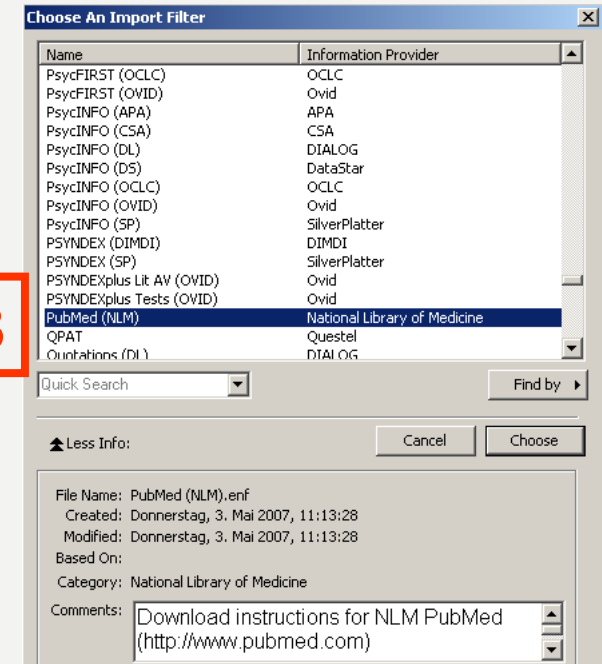 Choose An Import Filter
Name Information Provider
PsycFIRST (OCLC) OCLC
PsycFIRST (OVID) Ovid
PsycINFO (APA) APA
PsycINFO (CSA) CSA
PsycINFO (DL) DIALOG
PsycINFO (DS) DataStar
PsycINFO (OCLC) OCLC
PsycINFO (OVID) Ovid
PsycINFO (SP) SilverPlatter
PSYNDEX (DIMDI) DIMDI
PSYNDEX (SP) SilverPlatter
PSYNDEXplus Lit AV (OVID) Ovid
PSYNDEXplus Tests (OVID) Ovid
PubMed (NLM) National Library of Medicine
QPAT Questel
Quotations (DL) DIALOG
Quick Search Find by
Less Info: Cancel Choose
File Name: PubMed (NLM).enf
Created: Donnerstag, 3. Mai 2007, 11:13:28
Modified: Donnerstag, 3. Mai 2007, 11:13:28
Based On:
Category: National Library of Medicine
Comments: Download instructions for NLM PubMed
(http://www.pubmed.com)